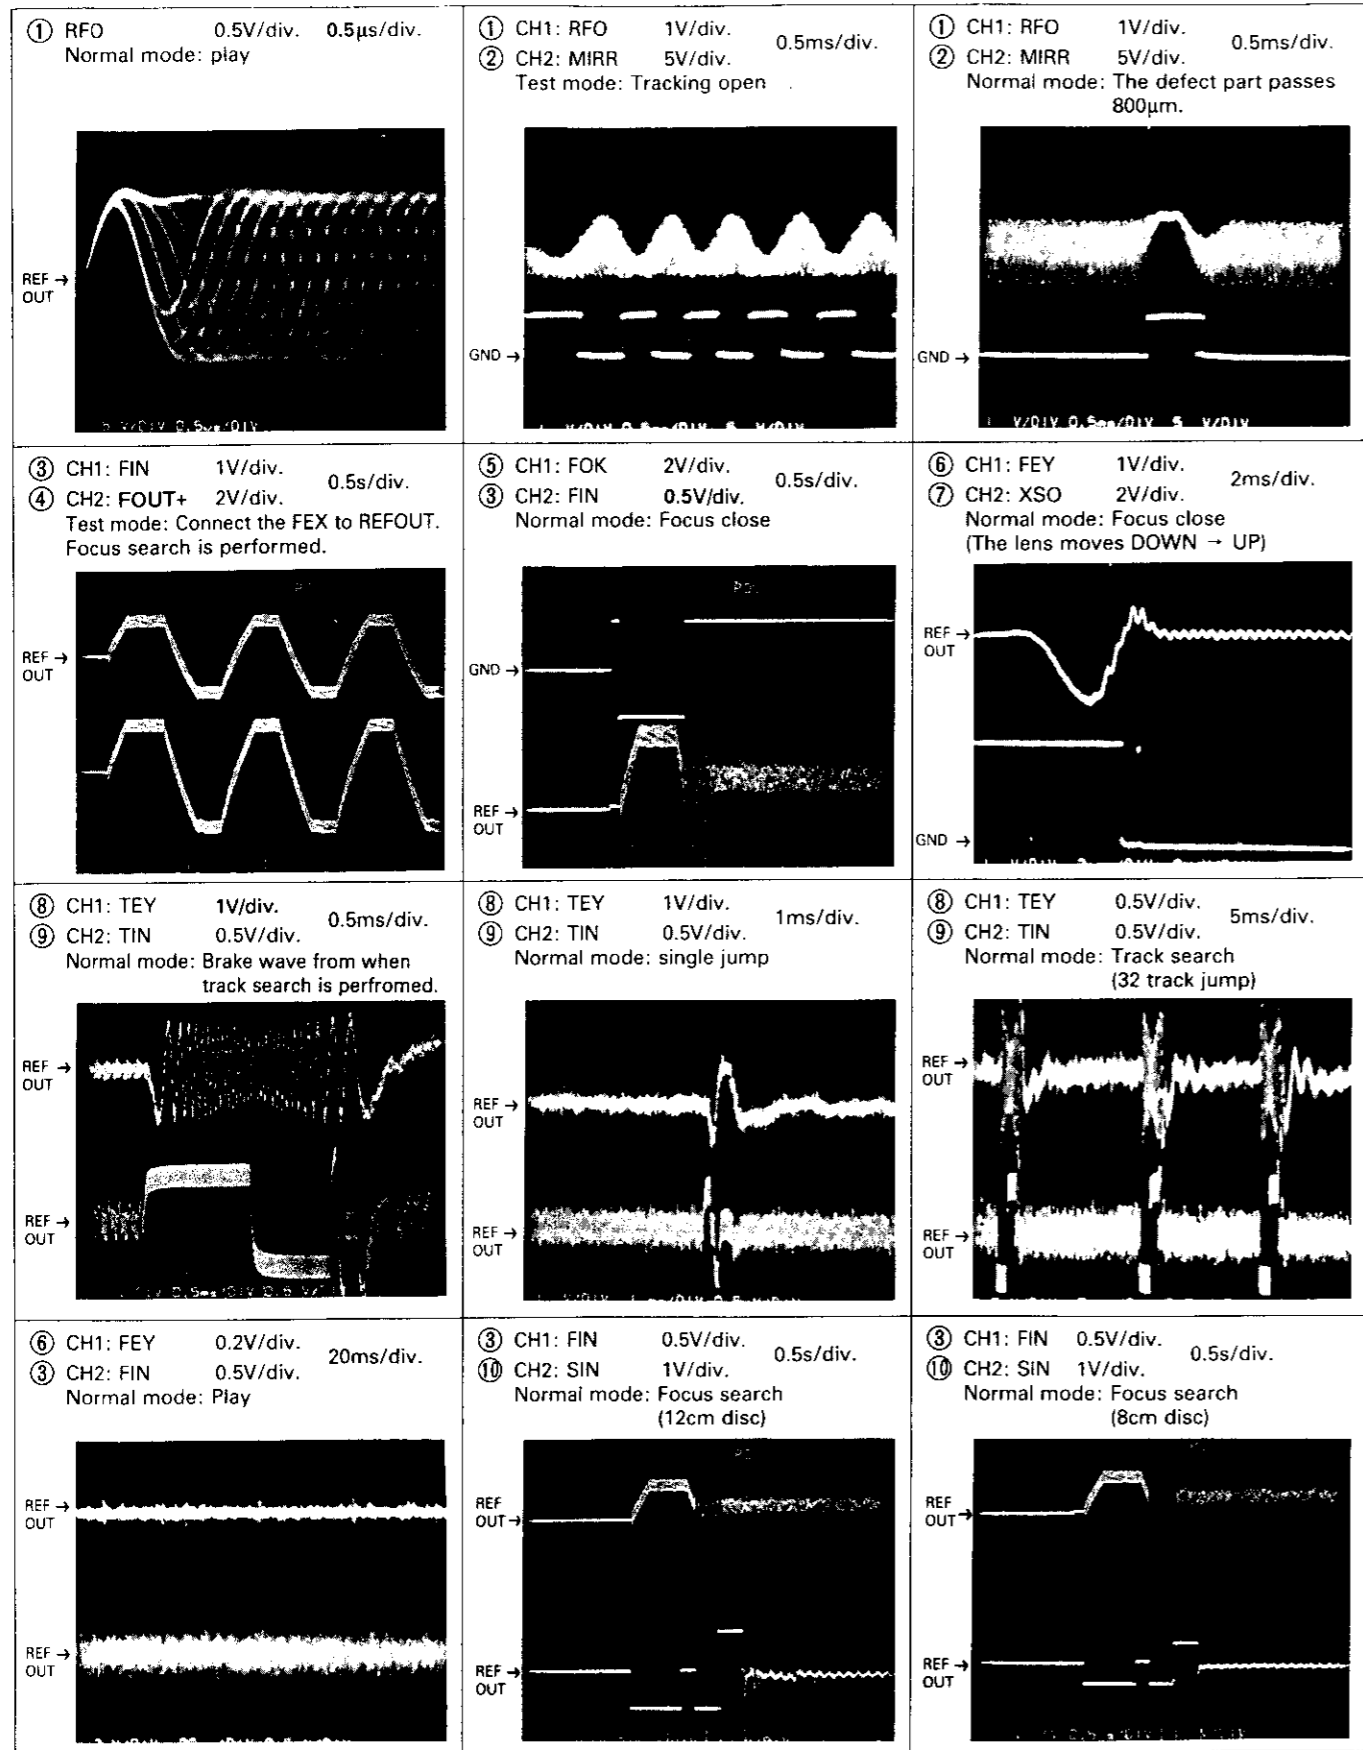 ① RFO 0.5V/div. 0.5µs/div.
Normal mode: play
REF →
OUT
① CH1: RFO 1V/div. 0.5ms/div.
② CH2: MIRR 5V/div.
Test mode: Tracking open
GND →
① CH1: RFO 1V/div. 0.5ms/div.
② CH2: MIRR 5V/div.
Normal mode: The defect part passes
800µm.
GND →
③ CH1: FIN 1V/div. 0.5s/div.
④ CH2: FOUT+ 2V/div.
Test mode: Connect the FEX to REFOUT.
Focus search is performed.
REF →
OUT
⑤ CH1: FOK 2V/div. 0.5s/div.
③ CH2: FIN 0.5V/div.
Normal mode: Focus close
GND →
REF →
OUT
⑥ CH1: FEY 1V/div. 2ms/div.
⑦ CH2: XSO 2V/div.
Normal mode: Focus close
(The lens moves DOWN → UP)
REF →
OUT
GND →
⑧ CH1: TEY 1V/div. 0.5ms/div.
⑨ CH2: TIN 0.5V/div.
Normal mode: Brake wave from when
track search is perfromed.
REF →
OUT
REF →
OUT
⑧ CH1: TEY 1V/div. 1ms/div.
⑨ CH2: TIN 0.5V/div.
Normal mode: single jump
REF →
OUT
REF →
OUT
⑧ CH1: TEY 0.5V/div. 5ms/div.
⑨ CH2: TIN 0.5V/div.
Normal mode: Track search
(32 track jump)
REF →
OUT
REF →
OUT
⑥ CH1: FEY 0.2V/div. 20ms/div.
③ CH2: FIN 0.5V/div.
Normal mode: Play
REF →
OUT
REF →
OUT
③ CH1: FIN 0.5V/div. 0.5s/div.
⑩ CH2: SIN 1V/div.
Normal mode: Focus search
(12cm disc)
REF
OUT →
REF →
OUT
③ CH1: FIN 0.5V/div. 0.5s/div.
⑩ CH2: SIN 1V/div.
Normal mode: Focus search
(8cm disc)
REF
OUT →
REF →
OUT